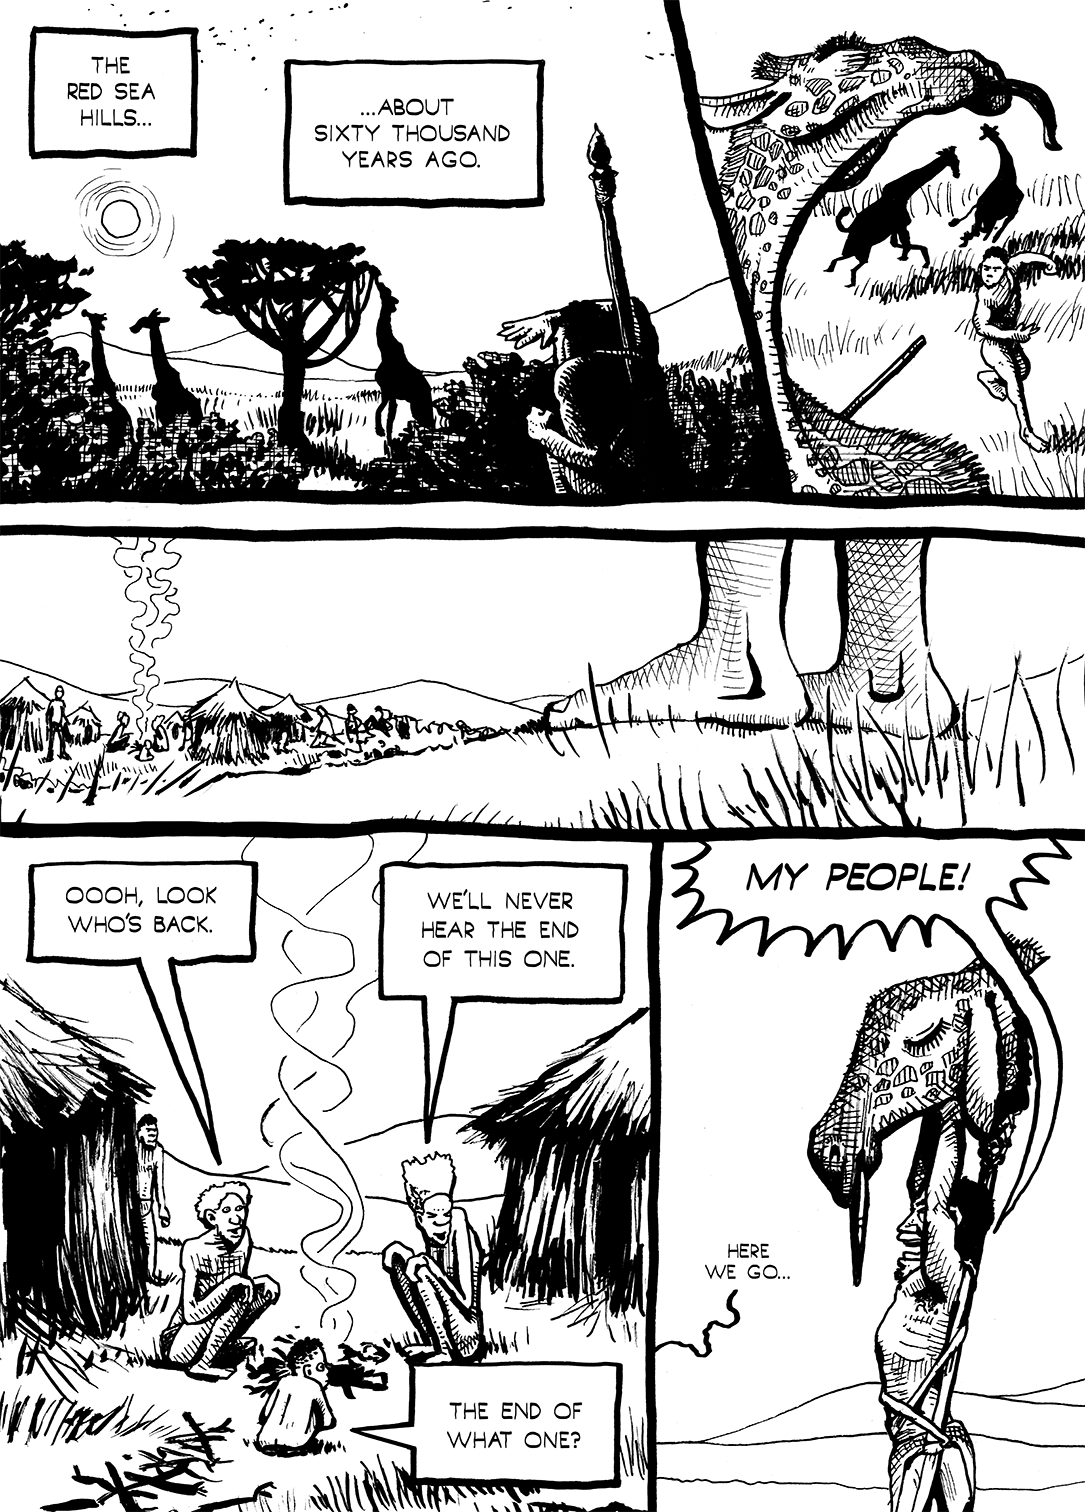 THE
RED SEA
HILLS...
...ABOUT
SIXTY THOUSAND
YEARS AGO.
OOOH, LOOK
WHO'S BACK.
WE'LL NEVER
HEAR THE END
OF THIS ONE.
THE END OF
WHAT ONE?
MY PEOPLE!
HERE
WE GO...